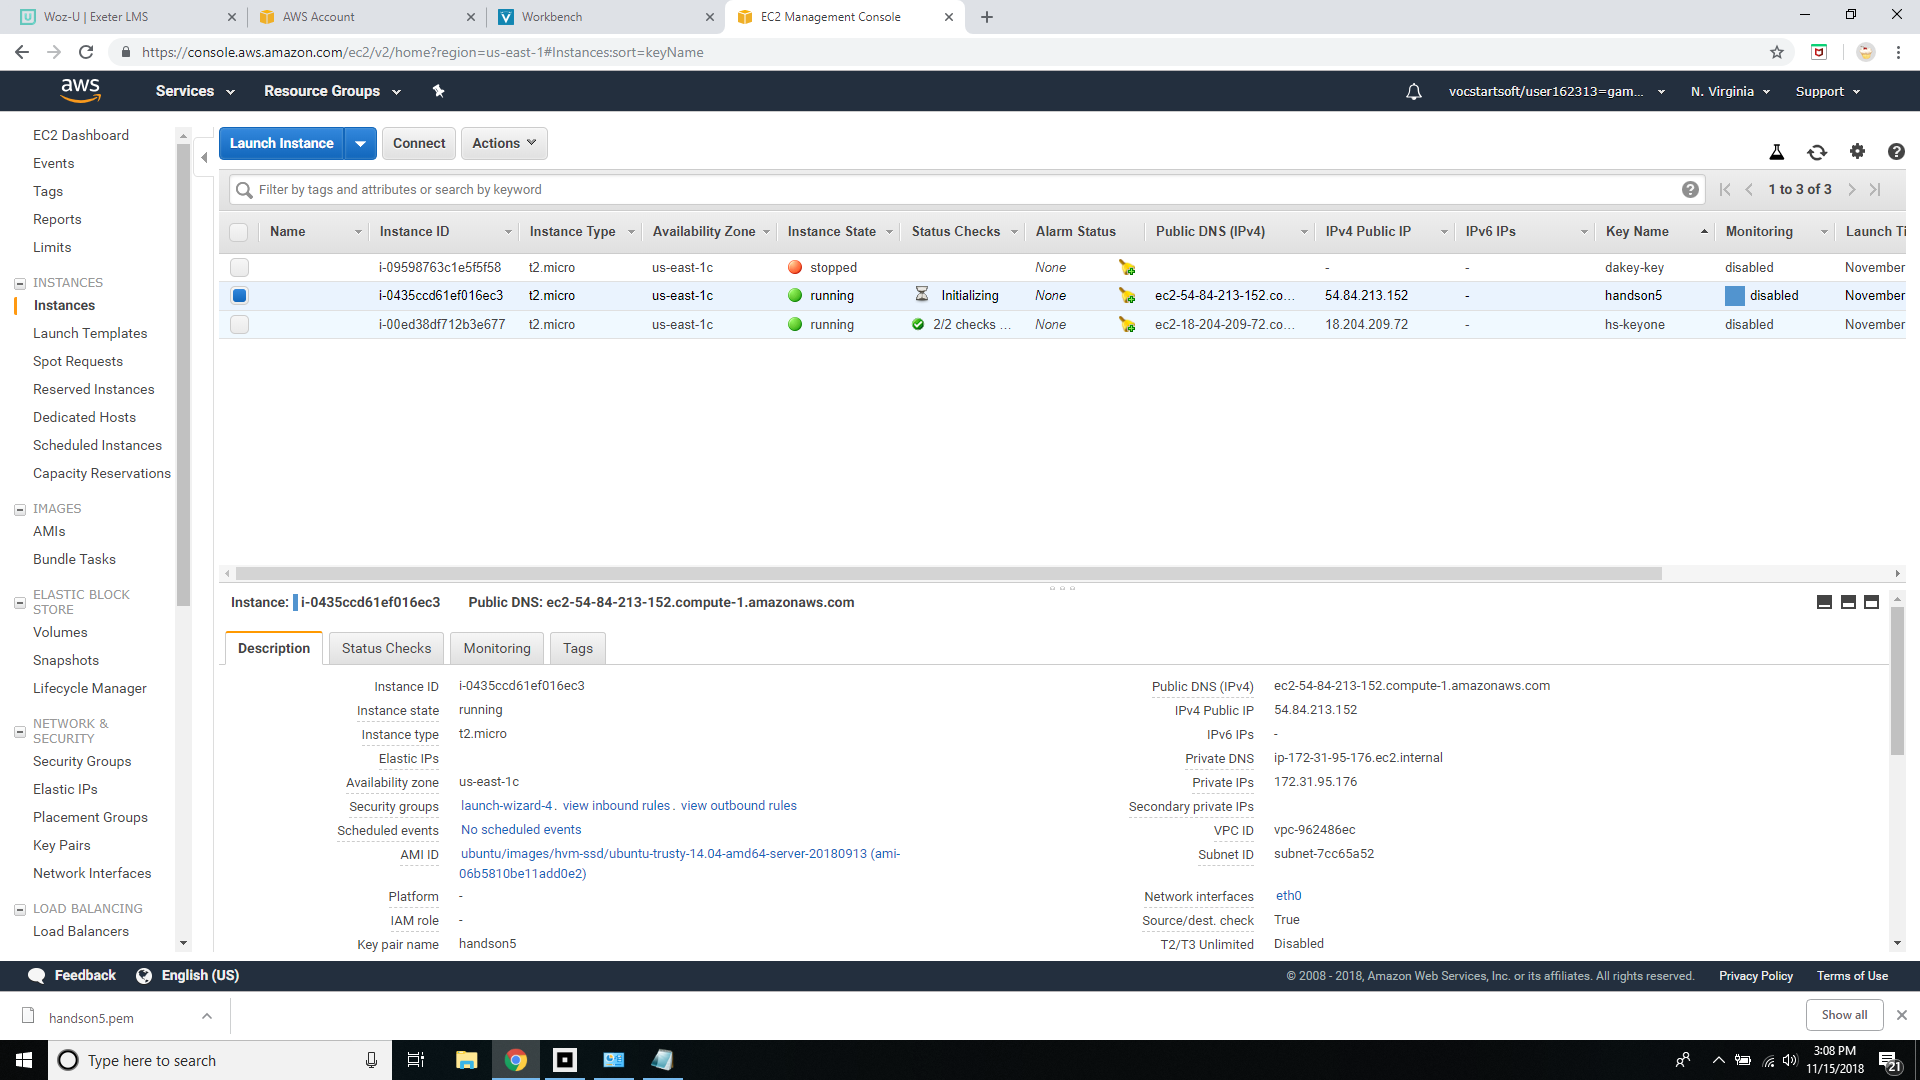 Woz-U | Exeter LMS
AWS Account
Workbench
EC2 Management Console
https://console.aws.amazon.com/ec2/v2/home?region=us-east-1#Instances:sort=keyName
aws
Services
Resource Groups
vocstartsoft/user162313=gam...
N. Virginia
Support
EC2 Dashboard
Events
Tags
Reports
Limits
INSTANCES
Instances
Launch Templates
Spot Requests
Reserved Instances
Dedicated Hosts
Scheduled Instances
Capacity Reservations
IMAGES
AMIs
Bundle Tasks
ELASTIC BLOCK
STORE
Volumes
Snapshots
Lifecycle Manager
NETWORK &
SECURITY
Security Groups
Elastic IPs
Placement Groups
Key Pairs
Network Interfaces
LOAD BALANCING
Load Balancers
Launch Instance
Connect
Actions
Filter by tags and attributes or search by keyword
1 to 3 of 3
Name Instance ID Instance Type Availability Zone Instance State Status Checks Alarm Status Public DNS (IPv4) IPv4 Public IP IPv6 IPs Key Name Monitoring Launch Ti
i-09598763c1e5f5f58 t2.micro us-east-1c stopped None - - dakey-key disabled November
i-0435ccd61ef016ec3 t2.micro us-east-1c running Initializing None ec2-54-84-213-152.co... 54.84.213.152 - handson5 disabled November
i-00ed38df712b3e677 t2.micro us-east-1c running 2/2 checks ... None ec2-18-204-209-72.co... 18.204.209.72 - hs-keyone disabled November
Instance: i-0435ccd61ef016ec3 Public DNS: ec2-54-84-213-152.compute-1.amazonaws.com
Description
Status Checks
Monitoring
Tags
Instance ID i-0435ccd61ef016ec3
Instance state running
Instance type t2.micro
Elastic IPs
Availability zone us-east-1c
Security groups launch-wizard-4. view inbound rules. view outbound rules
Scheduled events No scheduled events
AMI ID ubuntu/images/hvm-ssd/ubuntu-trusty-14.04-amd64-server-20180913 (ami-
06b5810be11add0e2)
Platform -
IAM role -
Key pair name handson5
Public DNS (IPv4) ec2-54-84-213-152.compute-1.amazonaws.com
IPv4 Public IP 54.84.213.152
IPv6 IPs -
Private DNS ip-172-31-95-176.ec2.internal
Private IPs 172.31.95.176
Secondary private IPs
VPC ID vpc-962486ec
Subnet ID subnet-7cc65a52
Network interfaces eth0
Source/dest. check True
T2/T3 Unlimited Disabled
Feedback
English (US)
© 2008 - 2018, Amazon Web Services, Inc. or its affiliates. All rights reserved.
Privacy Policy
Terms of Use
handson5.pem
Show all
Type here to search
3:08 PM
11/15/2018
21